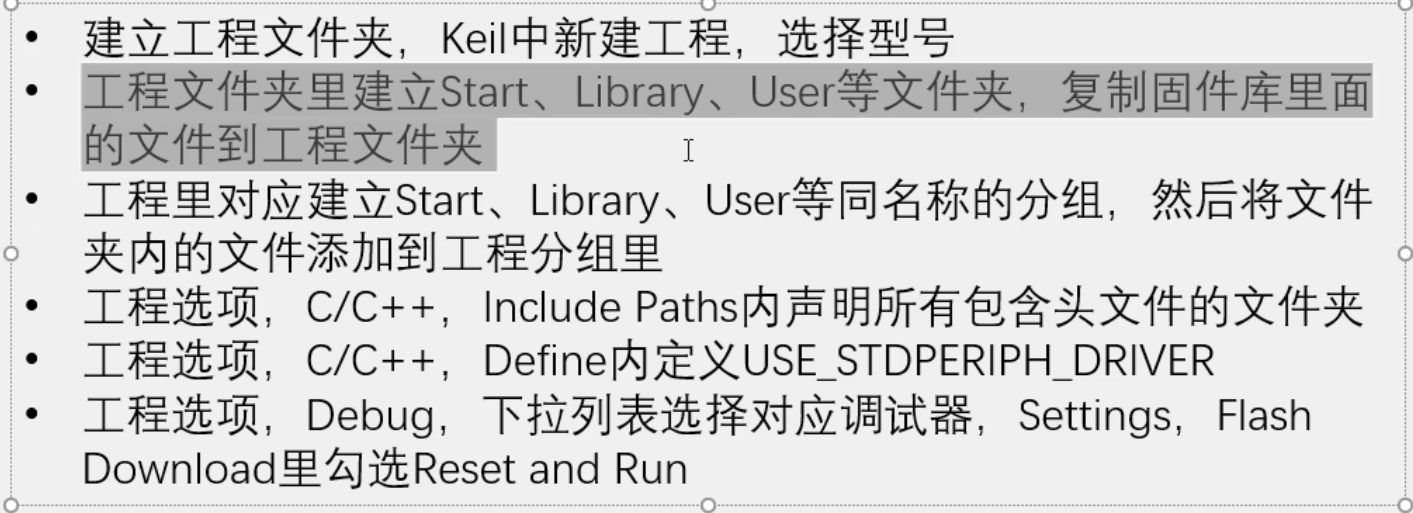 • 建立工程文件夹，Keil中新建工程，选择型号
• 工程文件夹里建立Start、Library、User等文件夹，复制固件库里面
的文件到工程文件夹
• 工程里对应建立Start、Library、User等同名称的分组，然后将文件
夹内的文件添加到工程分组里
• 工程选项，C/C++，Include Paths内声明所有包含头文件的文件夹
• 工程选项，C/C++，Define内定义USE_STDPERIPH_DRIVER
• 工程选项，Debug，下拉列表选择对应调试器，Settings，Flash
Download里勾选Reset and Run